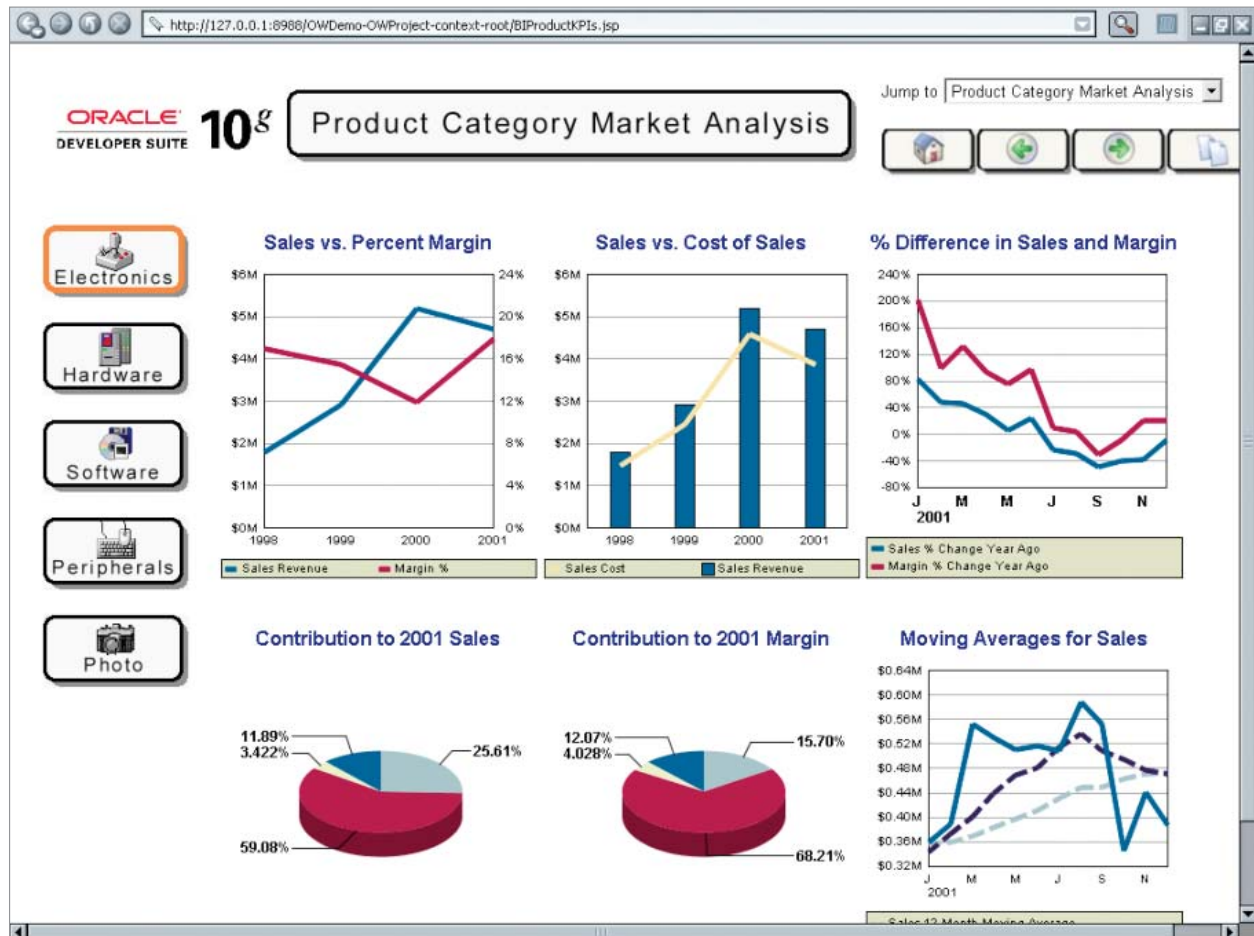 http://127.0.0.1:8988/OWDemo-OWProject-context-root/BIProductKPIs.jsp
Jump to Product Category Market Analysis
ORACLE
DEVELOPER SUITE
10g
Product Category Market Analysis
Electronics
Hardware
Software
Peripherals
Photo
Sales vs. Percent Margin
$6M
$5M
$4M
$3M
$2M
$1M
$0M
24%
20%
16%
12%
8%
4%
0%
1998 1999 2000 2001
Sales Revenue Margin %
Sales vs. Cost of Sales
$6M
$5M
$4M
$3M
$2M
$1M
$0M
1998 1999 2000 2001
Sales Cost Sales Revenue
% Difference in Sales and Margin
240%
200%
160%
120%
80%
40%
0%
-40%
-80%
J M M J S N
2001
Sales % Change Year Ago
Margin % Change Year Ago
Contribution to 2001 Sales
11.89%
3.422%
25.61%
59.08%
Contribution to 2001 Margin
12.07%
4.028%
15.70%
68.21%
Moving Averages for Sales
$0.64M
$0.60M
$0.56M
$0.52M
$0.48M
$0.44M
$0.40M
$0.36M
$0.32M
J M M J S N
2001
Sales 12 Month Moving Average